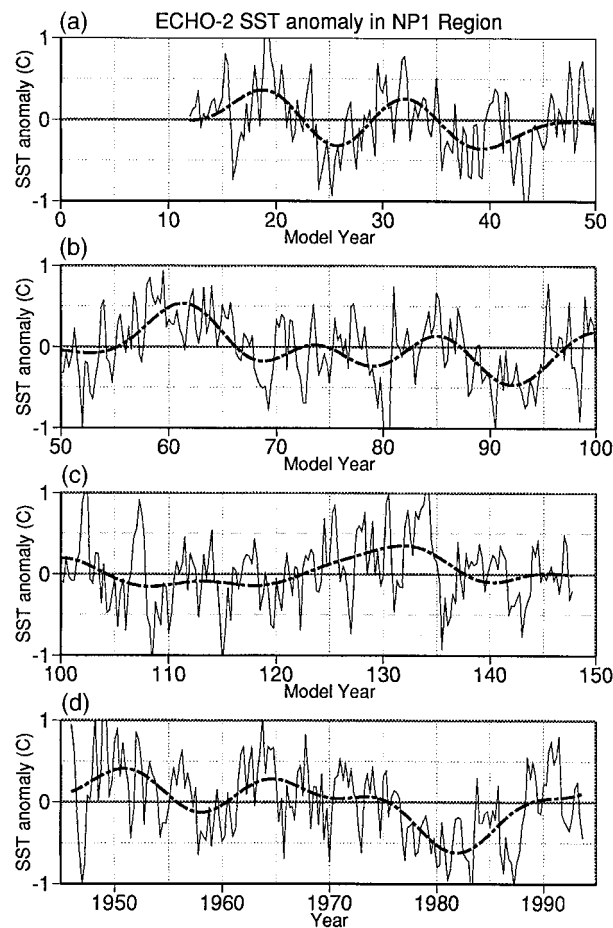 (a) ECHO-2 SST anomaly in NP1 Region
SST anomaly (C)
1
0
-1
0 10 20 30 40 50
Model Year
(b)
SST anomaly (C)
1
0
-1
50 60 70 80 90 100
Model Year
(c)
SST anomaly (C)
1
0
-1
100 110 120 130 140 150
Model Year
(d)
SST anomaly (C)
1
0
-1
1950 1960 1970 1980 1990
Year